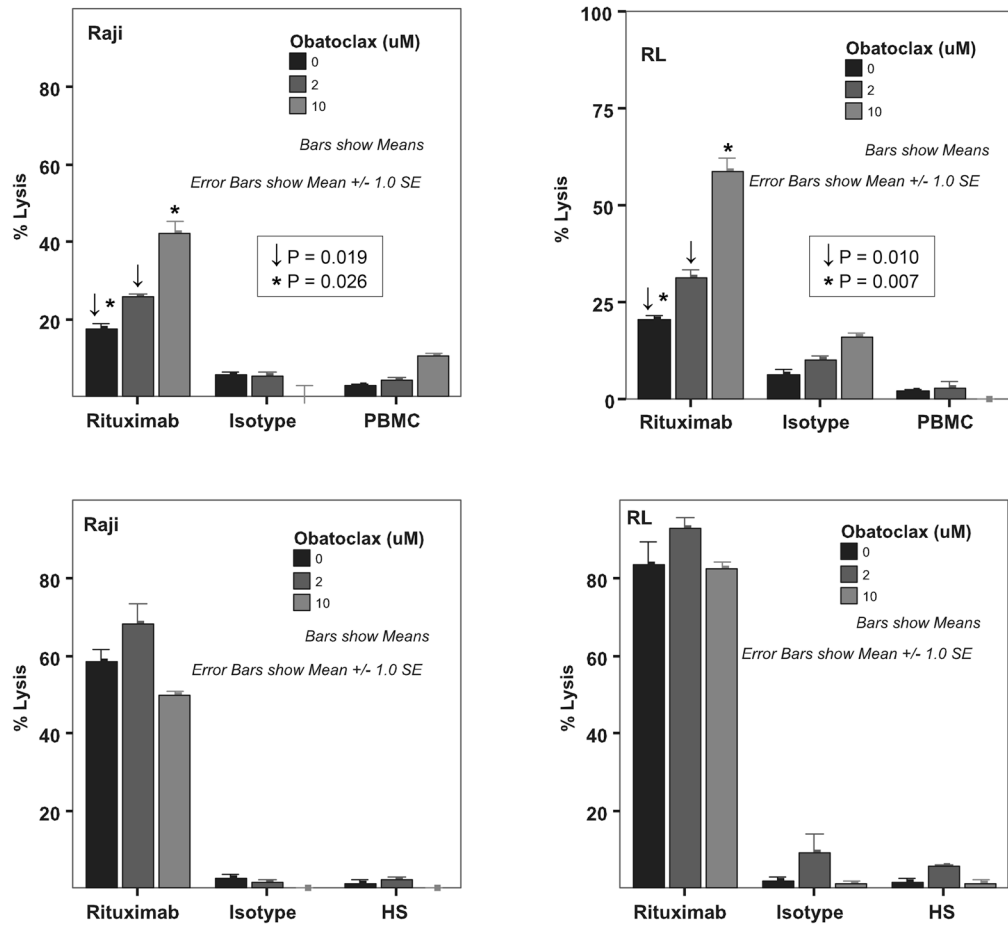 Raji
Obatoclax (uM)
0
2
10
Bars show Means
Error Bars show Mean +/- 1.0 SE
% Lysis
80
60
40
20
*
↓ *
↓
↓ P = 0.019
* P = 0.026
Rituximab Isotype PBMC
RL
Obatoclax (uM)
0
2
10
Bars show Means
Error Bars show Mean +/- 1.0 SE
% Lysis
100
75
50
25
0
*
↓ *
↓
↓ P = 0.010
* P = 0.007
Rituximab Isotype PBMC
Raji
Obatoclax (uM)
0
2
10
Bars show Means
Error Bars show Mean +/- 1.0 SE
% Lysis
80
60
40
20
Rituximab Isotype HS
RL
Obatoclax (uM)
0
2
10
Bars show Means
Error Bars show Mean +/- 1.0 SE
% Lysis
80
60
40
20
Rituximab Isotype HS